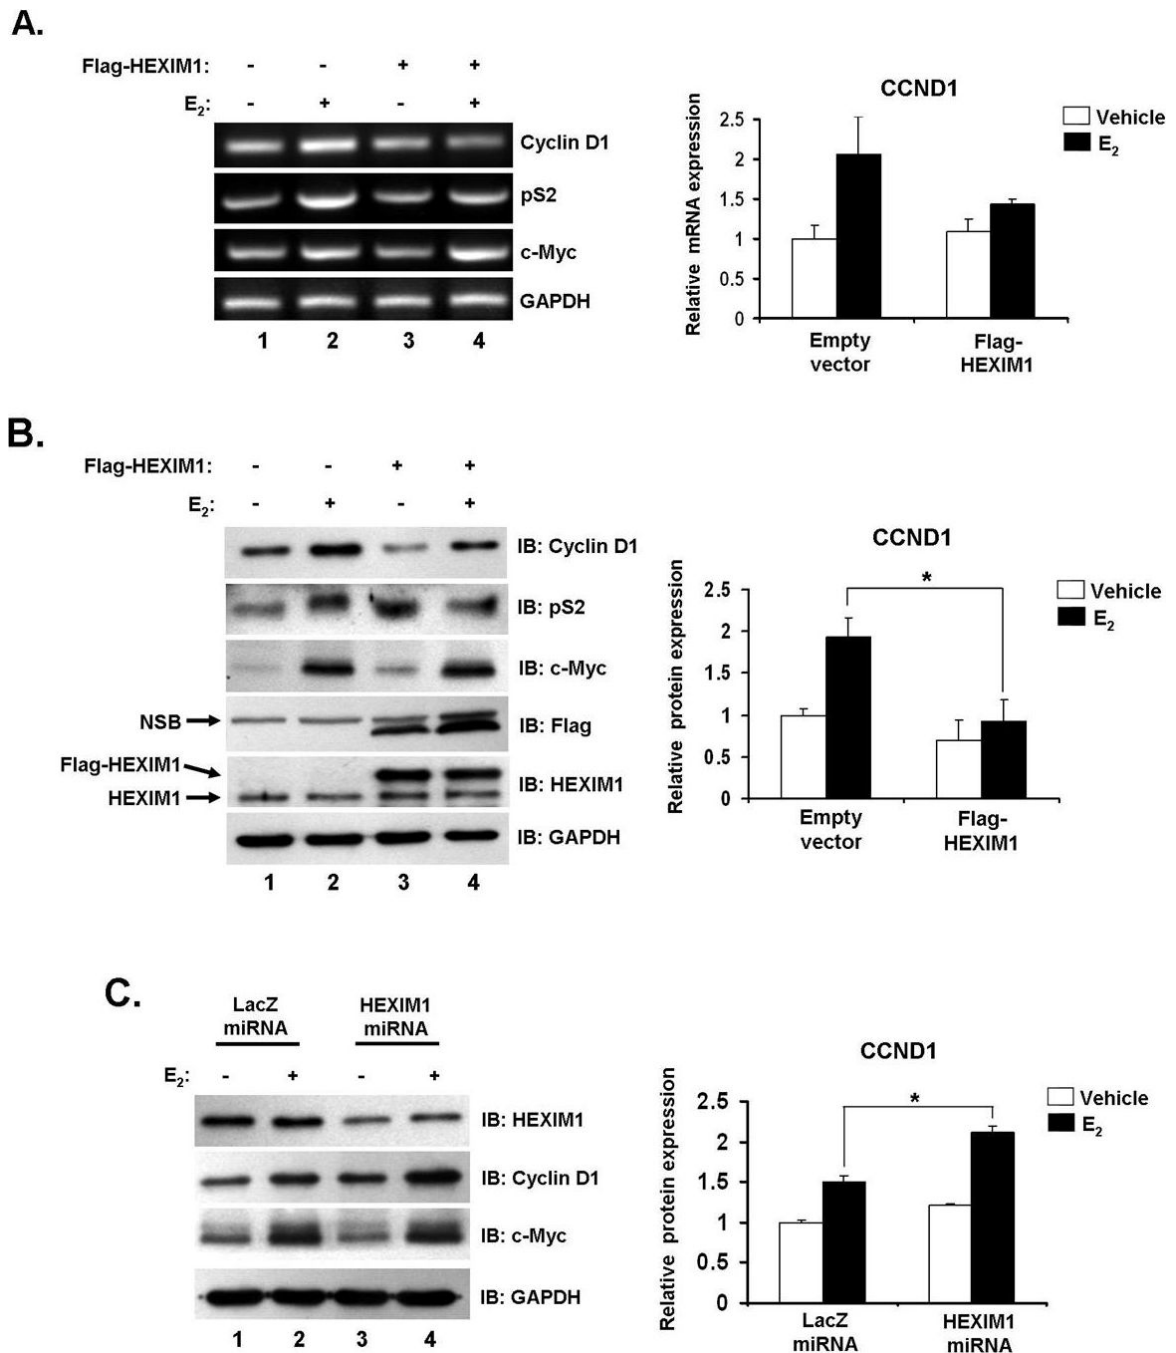 A.
Flag-HEXIM1: - - + +
E2: - + - +
Cyclin D1
pS2
c-Myc
GAPDH
1 2 3 4
CCND1
Relative mRNA expression
2.5
2
1.5
1
0.5
0
Empty vector
Flag-HEXIM1
Vehicle
E2
B.
Flag-HEXIM1: - - + +
E2: - + - +
IB: Cyclin D1
IB: pS2
IB: c-Myc
NSB
IB: Flag
Flag-HEXIM1
HEXIM1
IB: HEXIM1
IB: GAPDH
1 2 3 4
CCND1
*
Relative protein expression
2.5
2
1.5
1
0.5
0
Empty vector
Flag-HEXIM1
Vehicle
E2
C.
LacZ miRNA
HEXIM1 miRNA
E2: - + - +
IB: HEXIM1
IB: Cyclin D1
IB: c-Myc
IB: GAPDH
1 2 3 4
CCND1
*
Relative protein expression
2.5
2
1.5
1
0.5
0
LacZ miRNA
HEXIM1 miRNA
Vehicle
E2